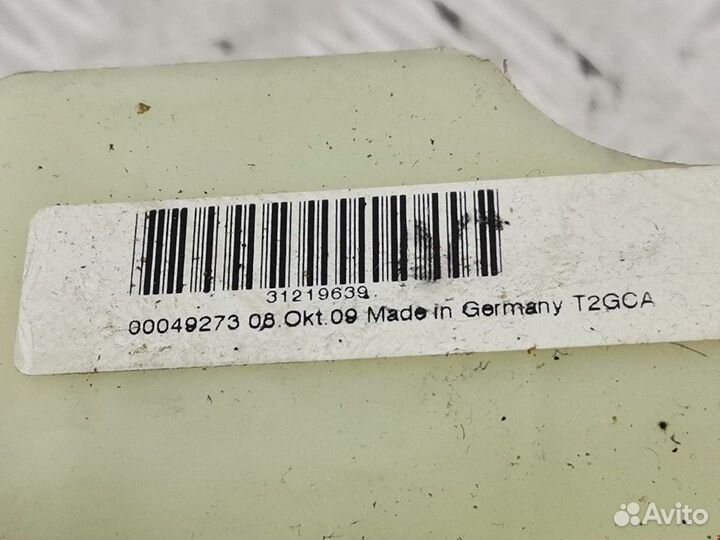 31219639
00049273 08.Okt.09 Made in Germany T2GCA
Avito